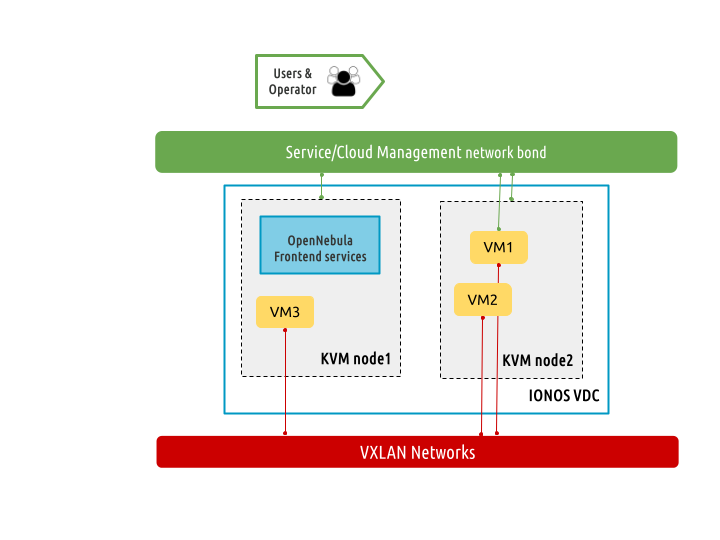 Users &
Operator
Service/Cloud Management network bond
OpenNebula
Frontend services
VM1
VM2
VM3
KVM node1
KVM node2
IONOS VDC
VXLAN Networks